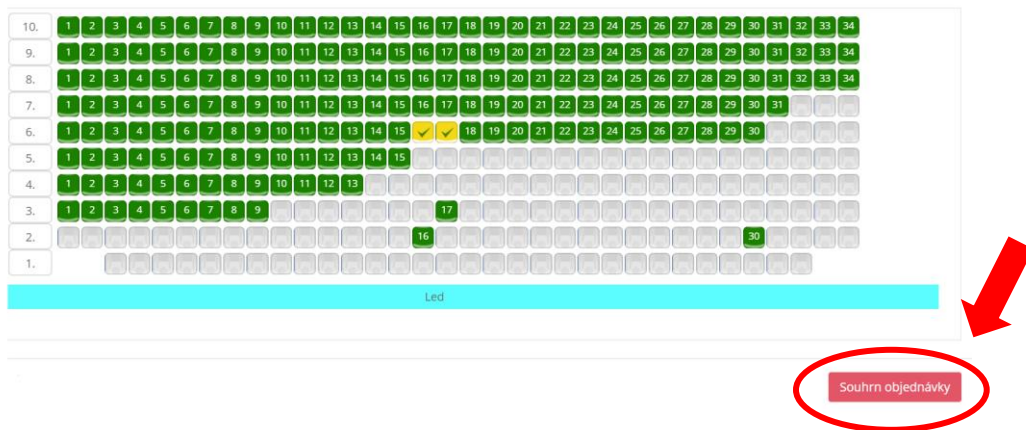 10. 1 2 3 4 5 6 7 8 9 10 11 12 13 14 15 16 17 18 19 20 21 22 23 24 25 26 27 28 29 30 31 32 33 34
9. 1 2 3 4 5 6 7 8 9 10 11 12 13 14 15 16 17 18 19 20 21 22 23 24 25 26 27 28 29 30 31 32 33 34
8. 1 2 3 4 5 6 7 8 9 10 11 12 13 14 15 16 17 18 19 20 21 22 23 24 25 26 27 28 29 30 31 32 33 34
7. 1 2 3 4 5 6 7 8 9 10 11 12 13 14 15 16 17 18 19 20 21 22 23 24 25 26 27 28 29 30 31
6. 1 2 3 4 5 6 7 8 9 10 11 12 13 14 15 18 19 20 21 22 23 24 25 26 27 28 29 30
5. 1 2 3 4 5 6 7 8 9 10 11 12 13 14 15
4. 1 2 3 4 5 6 7 8 9 10 11 12 13
3. 1 2 3 4 5 6 7 8 9 17
2. 16 30
1.
Led
Souhrn objednávky